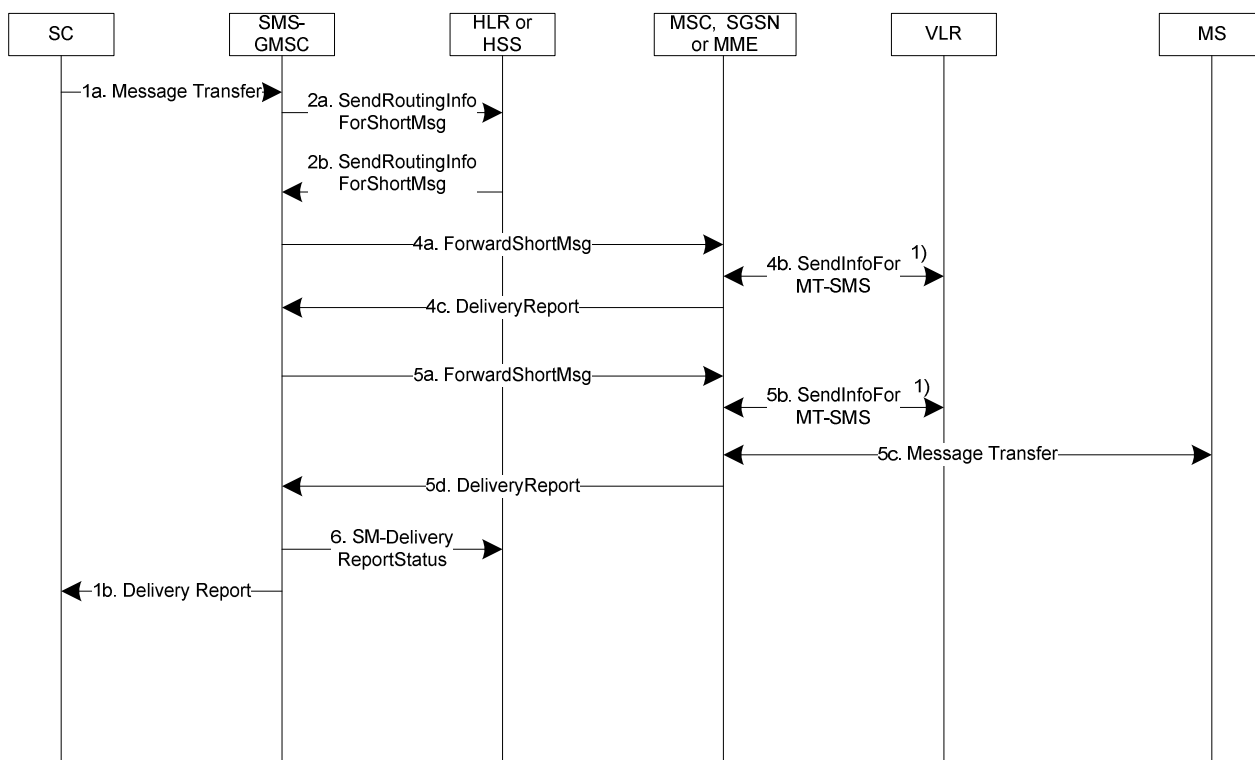 SC
SMS-
GMSC
HLR or
HSS
MSC, SGSN
or MME
VLR
MS
1a. Message Transfer
2a. SendRoutingInfo
ForShortMsg
2b. SendRoutingInfo
ForShortMsg
4a. ForwardShortMsg
4b. SendInfoFor
MT-SMS
1)
4c. DeliveryReport
5a. ForwardShortMsg
5b. SendInfoFor
MT-SMS
1)
5c. Message Transfer
5d. DeliveryReport
6. SM-Delivery
ReportStatus
1b. Delivery Report